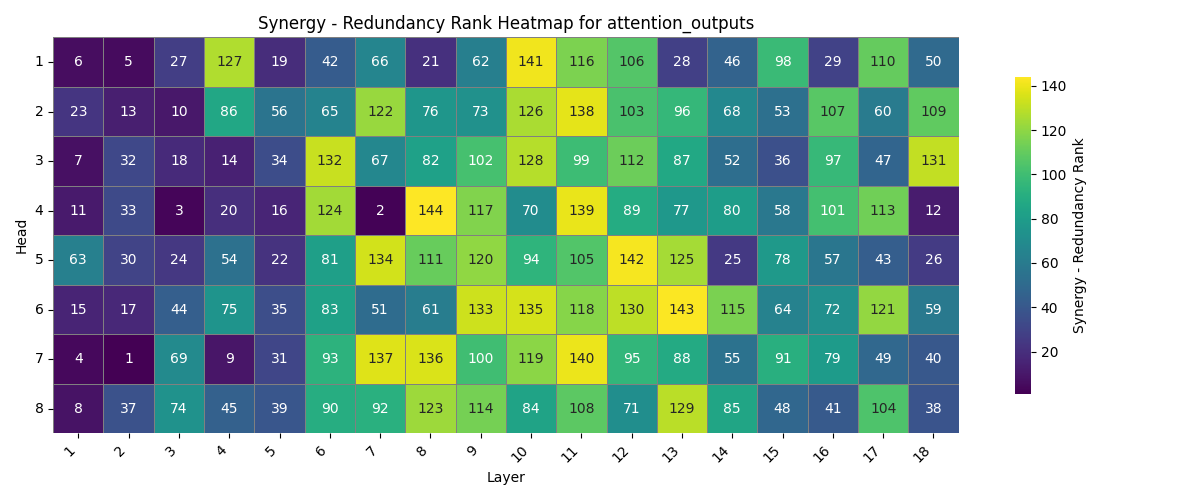 Synergy - Redundancy Rank Heatmap for attention_outputs
1 6 5 27 127 19 42 66 21 62 141 116 106 28 46 98 29 110 50
2 23 13 10 86 56 65 122 76 73 126 138 103 96 68 53 107 60 109
3 7 32 18 14 34 132 67 82 102 128 99 112 87 52 36 97 47 131
4 11 33 3 20 16 124 2 144 117 70 139 89 77 80 58 101 113 12
5 63 30 24 54 22 81 134 111 120 94 105 142 125 25 78 57 43 26
6 15 17 44 75 35 83 51 61 133 135 118 130 143 115 64 72 121 59
7 4 1 69 9 31 93 137 136 100 119 140 95 88 55 91 79 49 40
8 8 37 74 45 39 90 92 123 114 84 108 71 129 85 48 41 104 38
Head
1 2 3 4 5 6 7 8 9 10 11 12 13 14 15 16 17 18
Layer
140
120
100
80
60
40
20
Synergy - Redundancy Rank